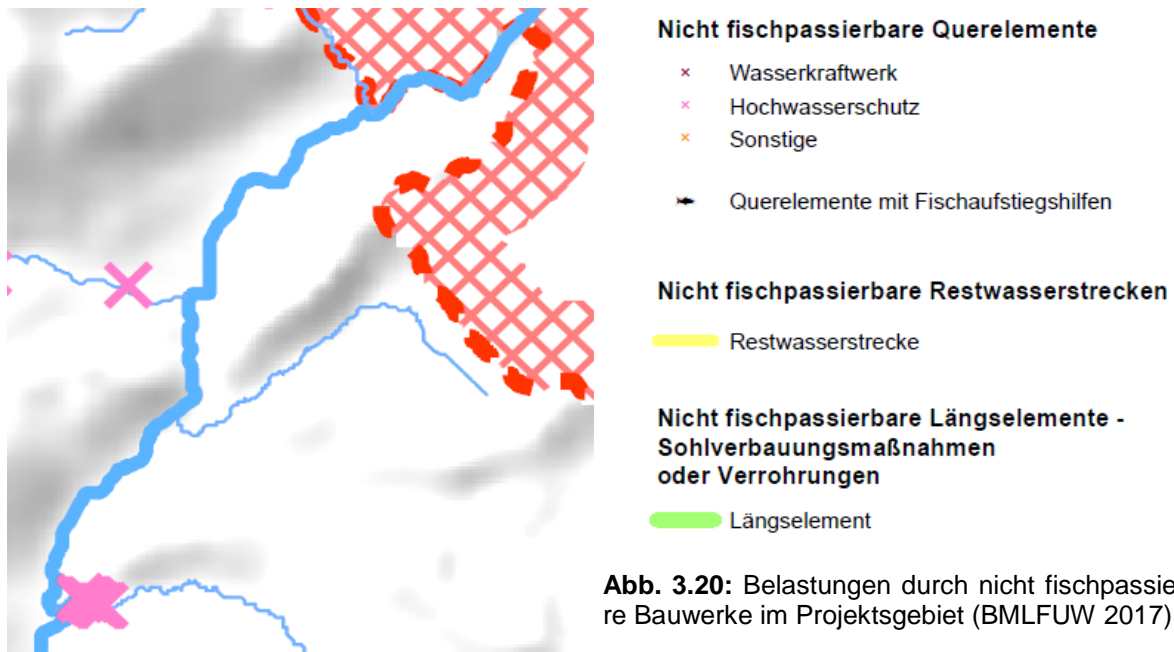 Nicht fischpassierbare Querelemente
Wasserkraftwerk
Hochwasserschutz
Sonstige
Querelemente mit Fischaufstiegshilfen
Nicht fischpassierbare Restwasserstrecken
Restwasserstrecke
Nicht fischpassierbare Längselemente -
Sohlverbauungsmaßnahmen
oder Verrohrungen
Längselement
Abb. 3.20: Belastungen durch nicht fischpassie
re Bauwerke im Projektsgebiet (BMLFUW 2017)